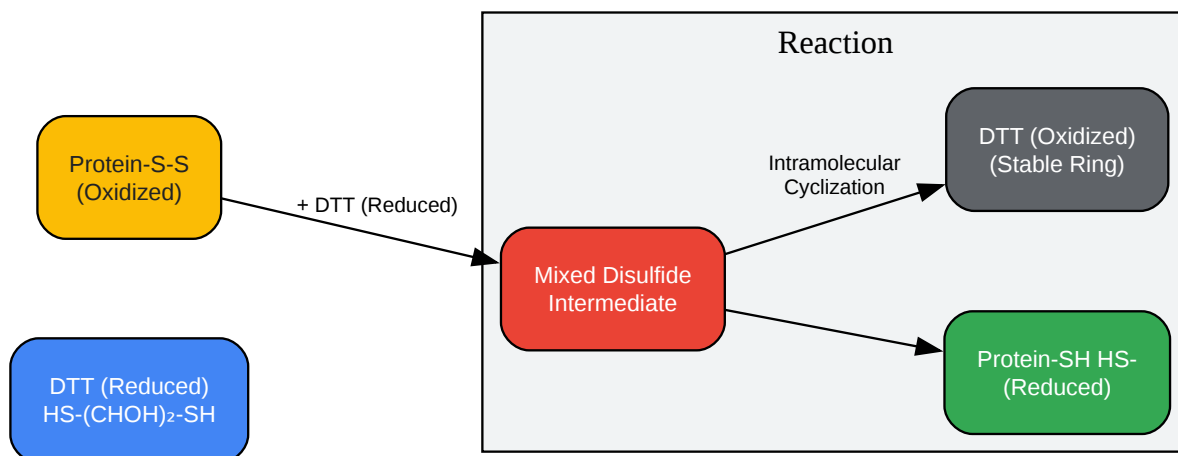 Reaction
Protein-S-S
(Oxidized)
+ DTT (Reduced)
DTT (Reduced)
HS-(CHOH)₂-SH
Mixed Disulfide
Intermediate
Intramolecular
Cyclization
DTT (Oxidized)
(Stable Ring)
Protein-SH HS-
(Reduced)